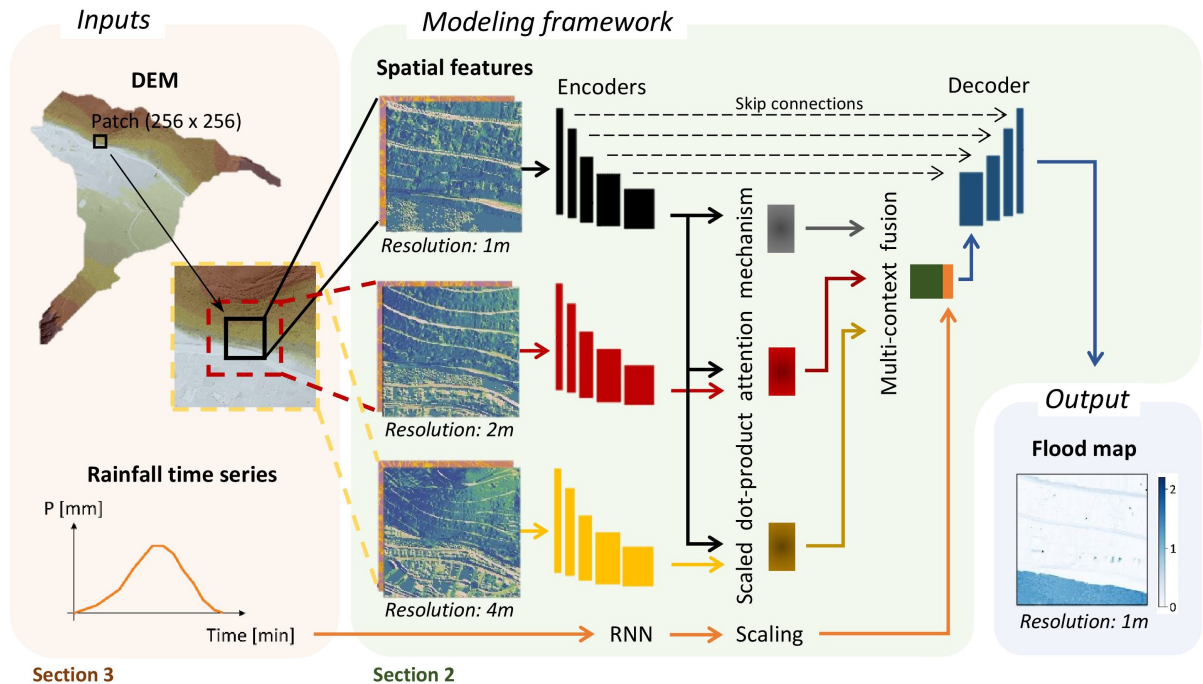 Inputs
Modeling framework
DEM
Patch (256 x 256)
Spatial features
Encoders
Skip connections
Decoder
Resolution: 1m
Resolution: 2m
Resolution: 4m
Scaled dot-product attention mechanism
Multi-context fusion
Rainfall time series
P [mm]
Time [min]
RNN
Scaling
Output
Flood map
2
1
0
Resolution: 1m
Section 3
Section 2